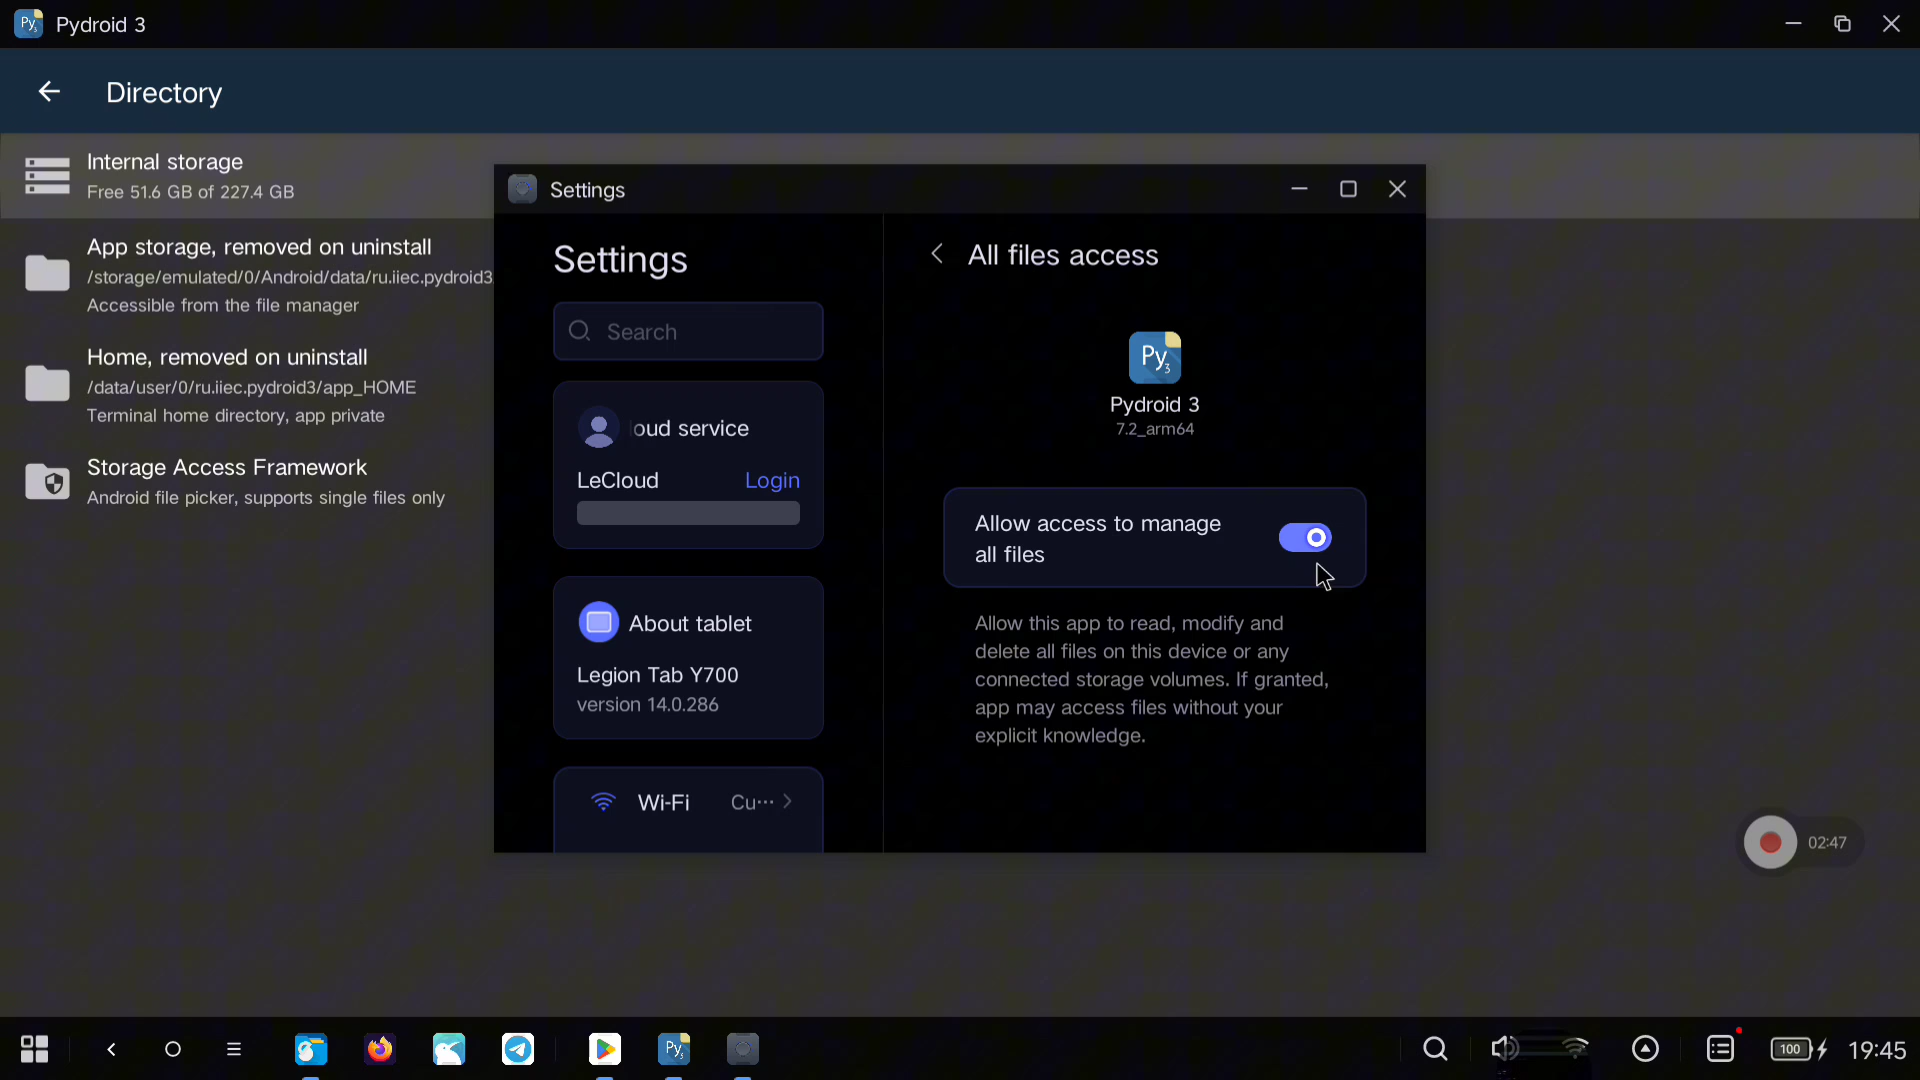 Pydroid 3
Directory
Internal storage
Free 51.6 GB of 227.4 GB
App storage, removed on uninstall
/storage/emulated/0/Android/data/ru.iiec.pydroid3
Accessible from the file manager
Home, removed on uninstall
/data/user/0/ru.iiec.pydroid3/app_HOME
Terminal home directory, app private
Storage Access Framework
Android file picker, supports single files only
Settings
Settings
Search
loud service
LeCloud
Login
About tablet
Legion Tab Y700
version 14.0.286
Wi-Fi
Cu···
All files access
Py3
Pydroid 3
7.2_arm64
Allow access to manage
all files
Allow this app to read, modify and
delete all files on this device or any
connected storage volumes. If granted,
app may access files without your
explicit knowledge.
02:47
100
19:45